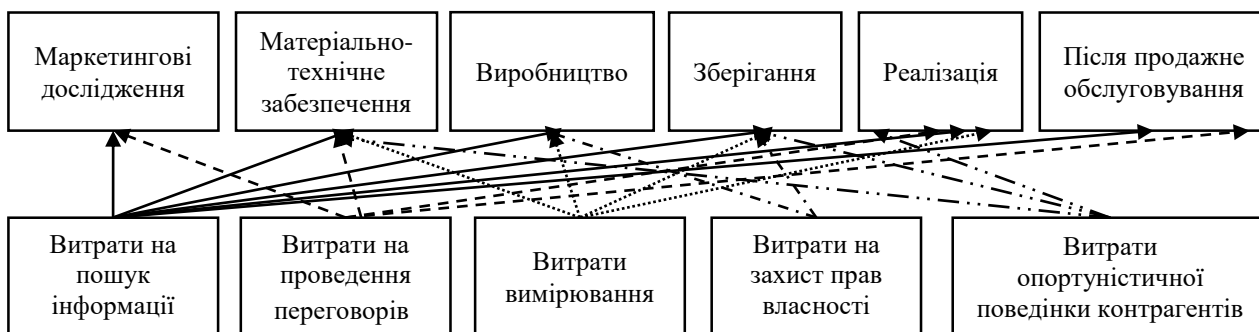 Маркетингові
дослідження
Матеріально-
технічне
забезпечення
Виробництво
Зберігання
Реалізація
Після продажне
обслуговування
Витрати на
пошук
інформації
Витрати на
проведення
переговорів
Витрати
вимірювання
Витрати на
захист прав
власності
Витрати
опортуністичної
поведінки контрагентів